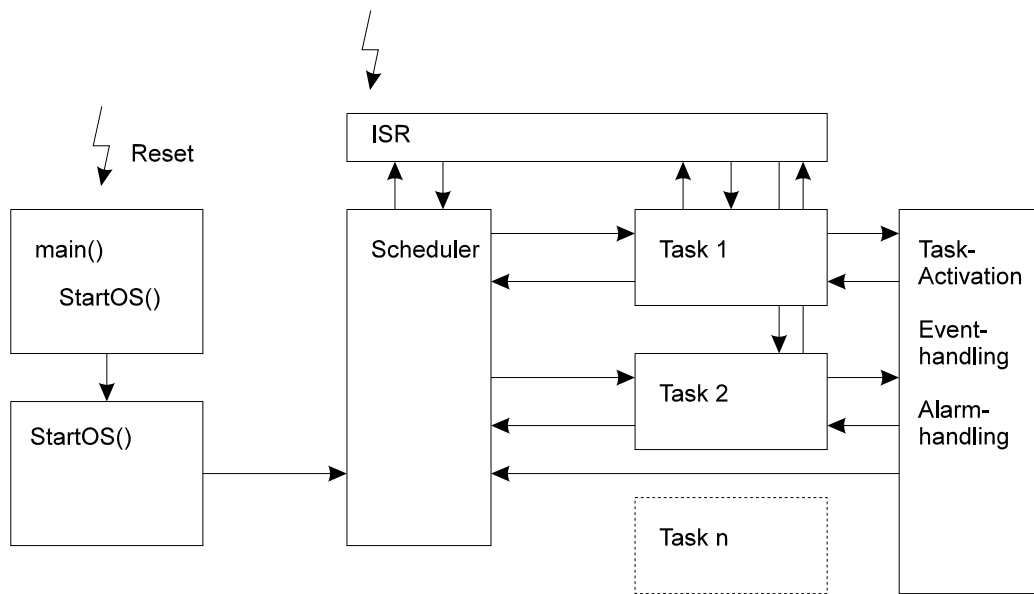 ISR
Reset
main()
StartOS()
StartOS()
Scheduler
Task 1
Task 2
Task n
Task-
Activation
Event-
handling
Alarm-
handling